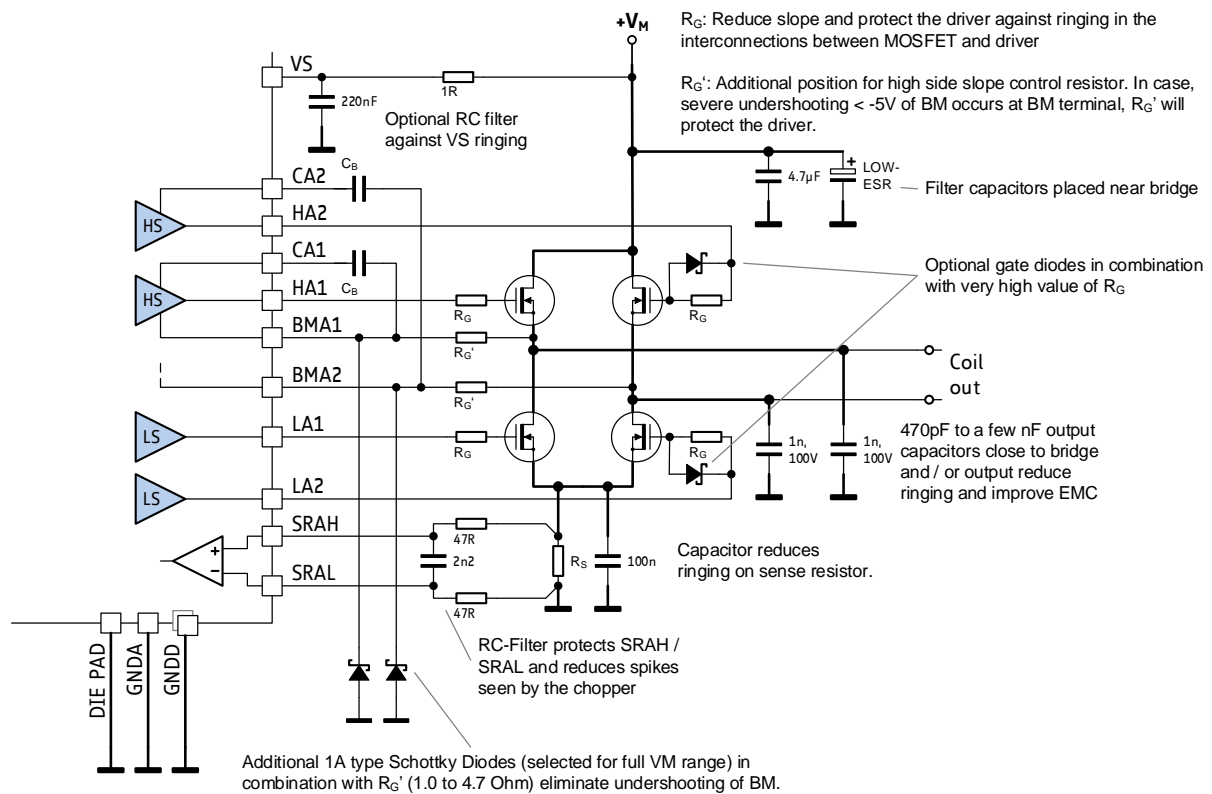 +VM
RG: Reduce slope and protect the driver against ringing in the
interconnections between MOSFET and driver
RG‘: Additional position for high side slope control resistor. In case,
severe undershooting < -5V of BM occurs at BM terminal, RG’ will
protect the driver.
VS
220nF
1R
Optional RC filter
against VS ringing
4.7µF
+
LOW-
ESR
Filter capacitors placed near bridge
CA2
CB
HS
HA2
CA1
CB
HS
HA1
RG
RG
Optional gate diodes in combination
with very high value of RG
BMA1
RG‘
BMA2
RG‘
Coil
out
LS
LA1
RG
RG
1n,
100V
1n,
100V
470pF to a few nF output
capacitors close to bridge
and / or output reduce
ringing and improve EMC
LS
LA2
SRAH
+
-
47R
2n2
RS
100n
Capacitor reduces
ringing on sense resistor.
SRAL
47R
RC-Filter protects SRAH /
SRAL and reduces spikes
seen by the chopper
DIE PAD
GNDA
GNDD
Additional 1A type Schottky Diodes (selected for full VM range) in
combination with RG’ (1.0 to 4.7 Ohm) eliminate undershooting of BM.